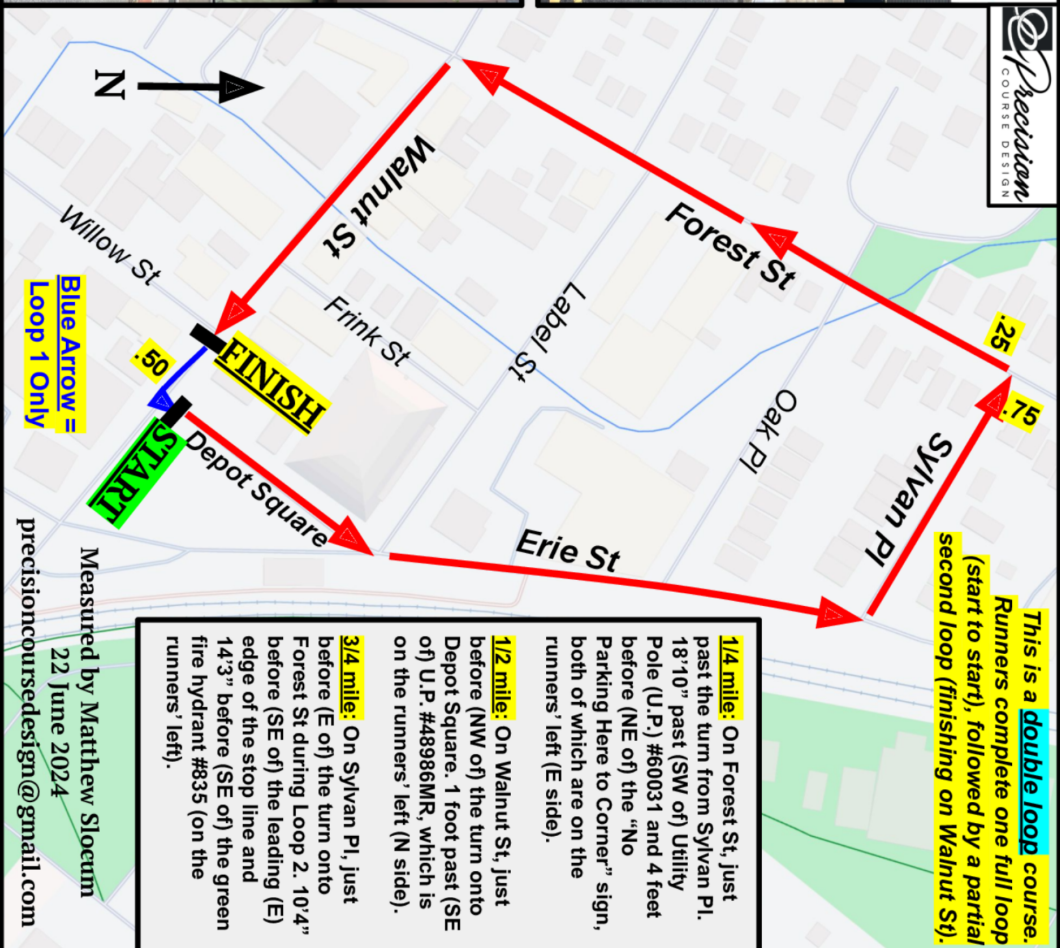 Precision
COURSE DESIGN
This is a double loop course.
Runners complete one full loop
(start to start), followed by a partial
second loop (finishing on Walnut St).
.25
.75
Sylvan Pl
Forest St
Oak Pl
Label St
Erie St
Walnut St
Frink St
Willow St
N
FINISH
.50
START
Depot Square
Blue Arrow =
Loop 1 Only
1/4 mile: On Forest St, just
past the turn from Sylvan Pl.
18'10" past (SW of) Utility
Pole (U.P.) #60031 and 4 feet
before (NE of) the “No
Parking Here to Corner” sign,
both of which are on the
runners’ left (E side).
1/2 mile: On Walnut St, just
before (NW of) the turn onto
Depot Square. 1 foot past (SE
of) U.P. #48986MR, which is
on the runners’ left (N side).
3/4 mile: On Sylvan Pl, just
before (E of) the turn onto
Forest St during Loop 2. 10’4”
before (SE of) the leading (E)
edge of the stop line and
14’3” before (SE of) the green
fire hydrant #835 (on the
runners’ left).
Measured by Matthew Slocum
22 June 2024
precisioncoursedesign@gmail.com